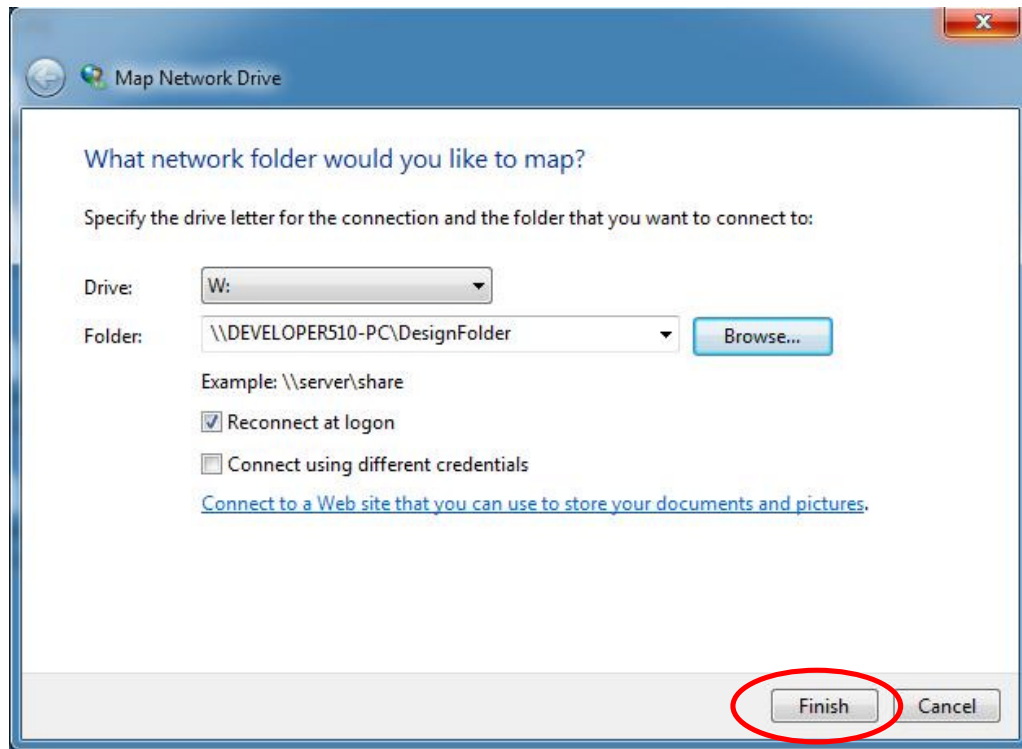 Map Network Drive
What network folder would you like to map?
Specify the drive letter for the connection and the folder that you want to connect to:
Drive: W:
Folder: \\DEVELOPER510-PC\DesignFolder Browse...
Example: \\server\share
Reconnect at logon
Connect using different credentials
Connect to a Web site that you can use to store your documents and pictures.
Finish Cancel